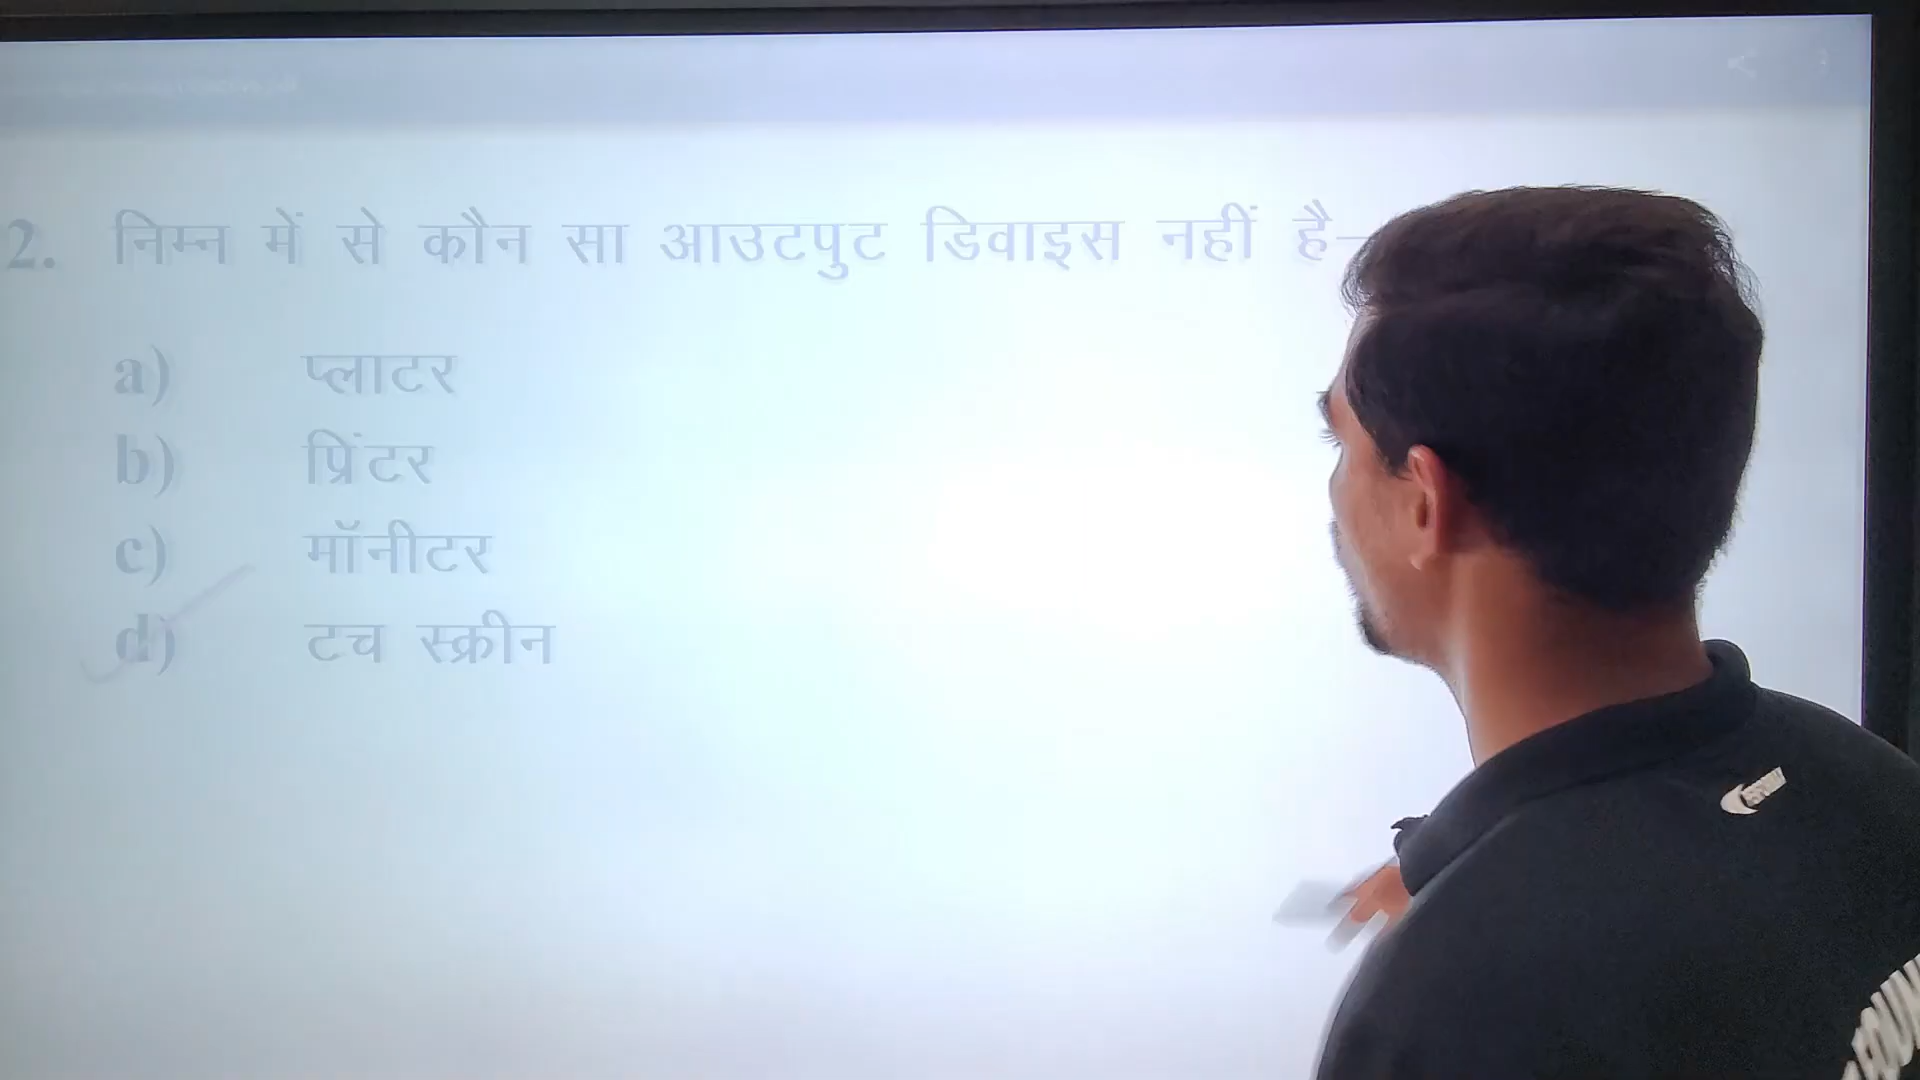 2. निम्न में से कौन सा आउटपुट डिवाइस नहीं है–
a) प्लाटर
b) प्रिंटर
c) मॉनीटर
d) टच स्क्रीन